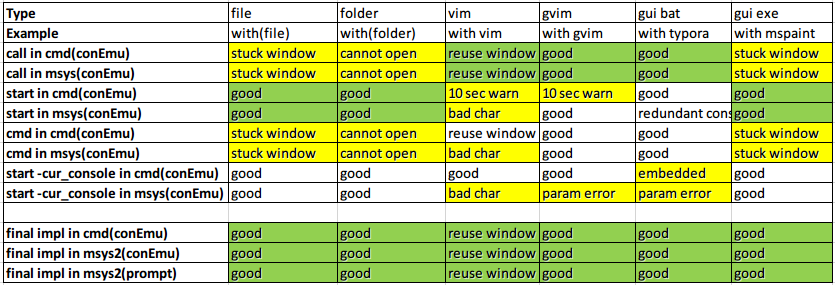 Type file folder vim gvim gui bat gui exe
Example with(file) with(folder) with vim with gvim with typora with mspaint
call in cmd(conEmu) stuck window cannot open reuse window good good stuck window
call in msys(conEmu) stuck window cannot open reuse window good good stuck window
start in cmd(conEmu) good good 10 sec warn 10 sec warn good good
start in msys(conEmu) good good bad char good redundant cons good
cmd in cmd(conEmu) stuck window cannot open reuse window good good stuck window
cmd in msys(conEmu) stuck window cannot open bad char good good stuck window
start -cur_console in cmd(conEmu) good good good good embedded good
start -cur_console in msys(conEmu) good good bad char param error param error good
final impl in cmd(conEmu) good good reuse window good good good
final impl in msys2(conEmu) good good reuse window good good good
final impl in msys2(prompt) good good reuse window good good good